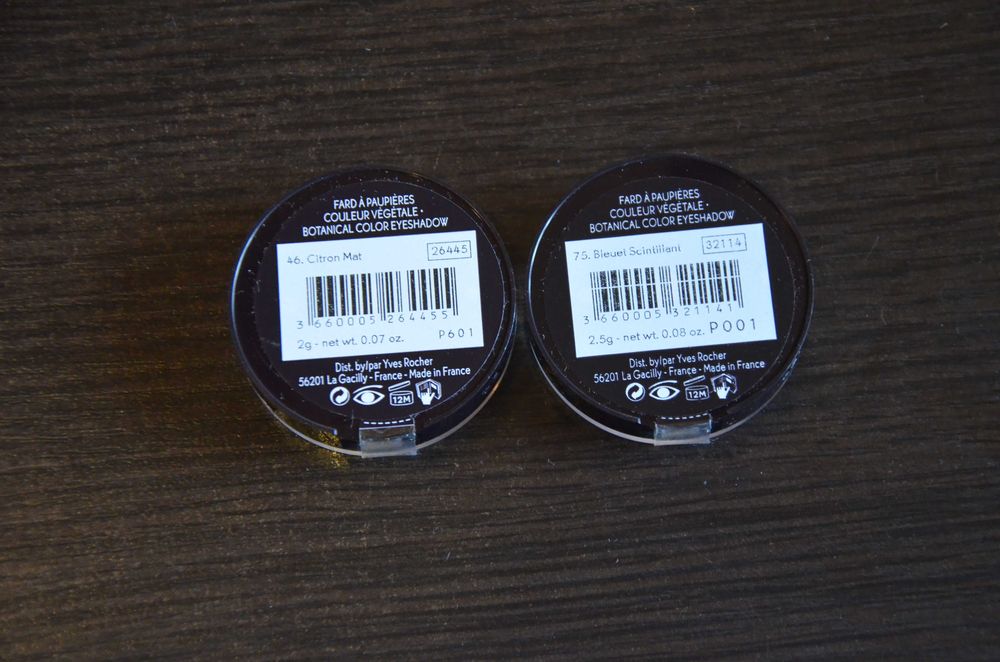 FARD À PAUPIÈRES
COULEUR VÉGÉTALE •
BOTANICAL COLOR EYESHADOW
46. Citron Mat 26445
3 660005 264455
2g - net wt. 0.07 oz. P601
Dist. by/par Yves Rocher
56201 La Gacilly - France - Made in France
12M
FARD À PAUPIÈRES
COULEUR VÉGÉTALE •
BOTANICAL COLOR EYESHADOW
75. Bleuet Scintillant 32114
3 660005 321141
2.5g - net wt. 0.08 oz. P001
Dist. by/par Yves Rocher
56201 La Gacilly - France - Made in France
12M